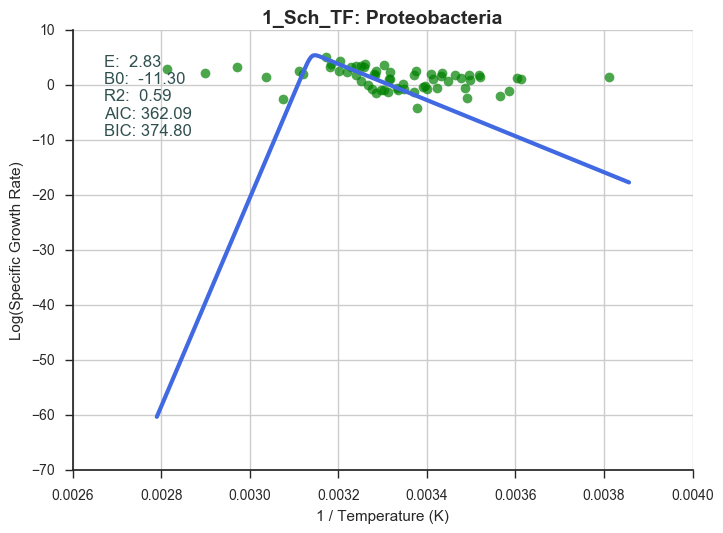 1_Sch_TF: Proteobacteria
E:  2.83
B0:  -11.30
R2:  0.59
AIC: 362.09
BIC: 374.80
Log(Specific Growth Rate)
10
0
−10
−20
−30
−40
−50
−60
−70
0.0026 0.0028 0.0030 0.0032 0.0034 0.0036 0.0038 0.0040
1 / Temperature (K)